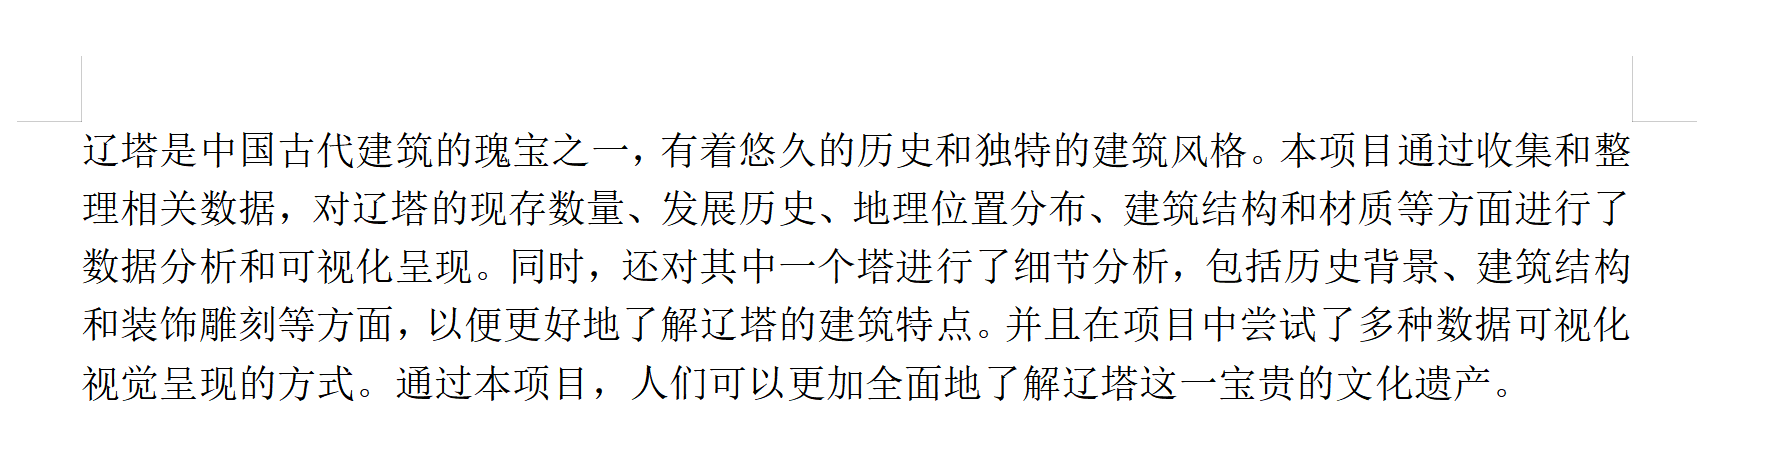 辽塔是中国古代建筑的瑰宝之一，有着悠久的历史和独特的建筑风格。本项目通过收集和整
理相关数据，对辽塔的现存数量、发展历史、地理位置分布、建筑结构和材质等方面进行了
数据分析和可视化呈现。同时，还对其中一个塔进行了细节分析，包括历史背景、建筑结构
和装饰雕刻等方面，以便更好地了解辽塔的建筑特点。并且在项目中尝试了多种数据可视化
视觉呈现的方式。通过本项目，人们可以更加全面地了解辽塔这一宝贵的文化遗产。